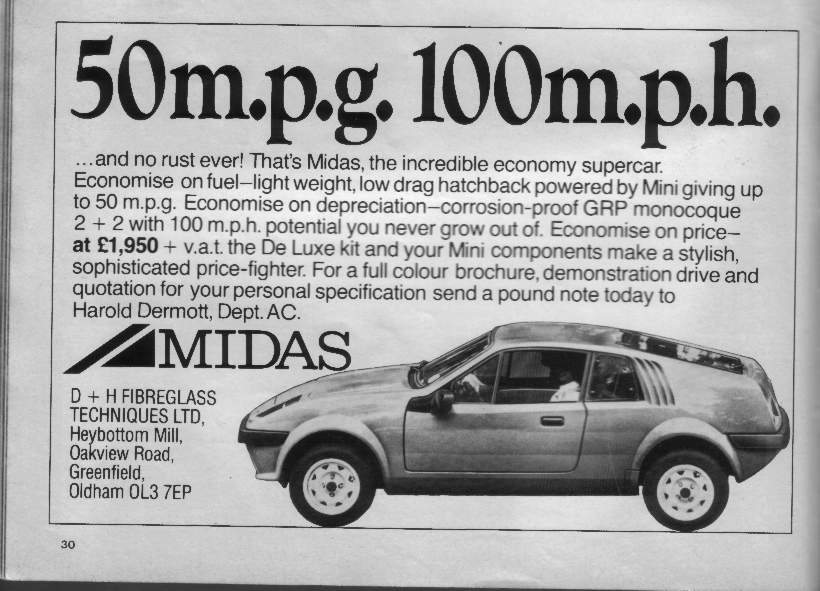 50m.p.g. 100m.p.h.
...and no rust ever! That's Midas, the incredible economy supercar.
Economise on fuel–light weight, low drag hatchback powered by Mini giving up
to 50 m.p.g. Economise on depreciation–corrosion-proof GRP monocoque
2 + 2 with 100 m.p.h. potential you never grow out of. Economise on price–
at £1,950 + v.a.t. the De Luxe kit and your Mini components make a stylish,
sophisticated price-fighter. For a full colour brochure, demonstration drive and
quotation for your personal specification send a pound note today to
Harold Dermott, Dept. AC.
MIDAS
D + H FIBREGLASS
TECHNIQUES LTD,
Heybottom Mill,
Oakview Road,
Greenfield,
Oldham OL3 7EP
30